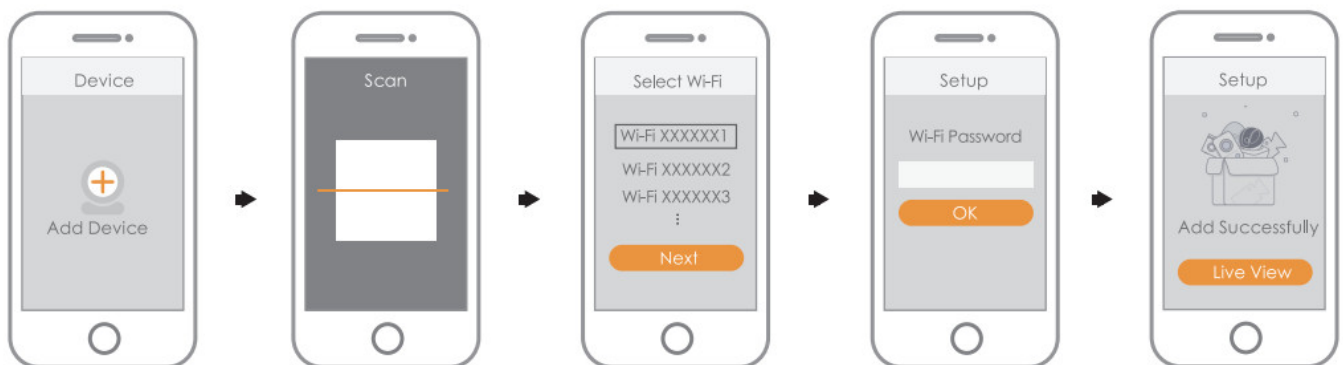 Device
Add Device
Scan
Select Wi-Fi
Wi-Fi XXXXXX1
Wi-Fi XXXXXX2
Wi-Fi XXXXXX3
⋮
Next
Setup
Wi-Fi Password
OK
Setup
Add Successfully
Live View